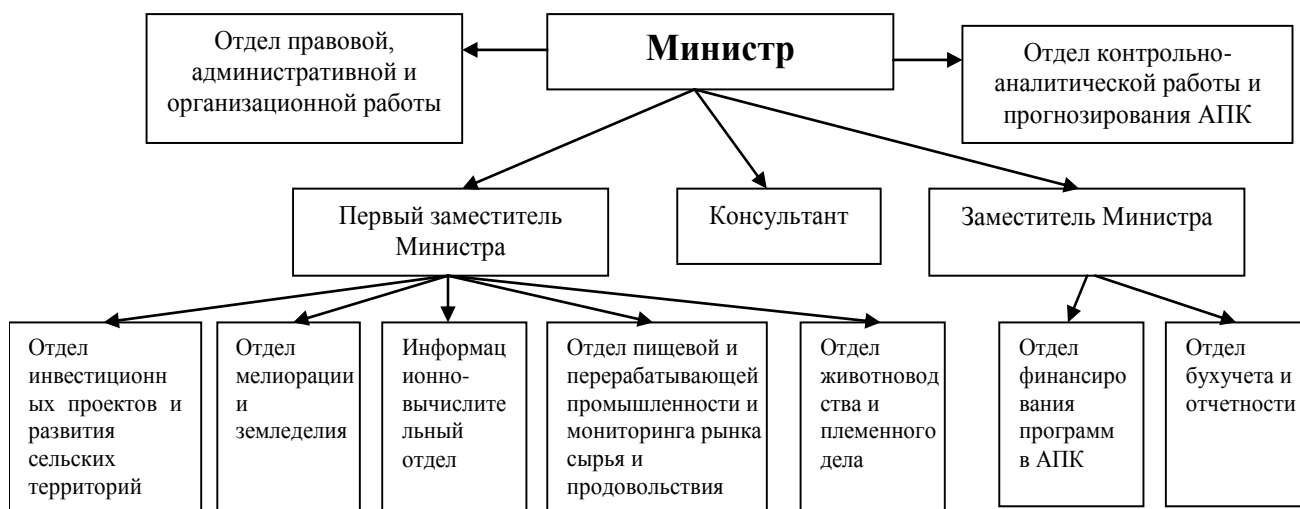 Отдел правовой,
административной и
организационной работы
Министр
Отдел контрольно-
аналитической работы и
прогнозирования АПК
Первый заместитель
Министра
Консультант
Заместитель Министра
Отдел
инвестиционн
ых проектов и
развития
сельских
территорий
Отдел
мелиорации
и
земледелия
Информац
ионно-
вычислите
льный
отдел
Отдел пищевой и
перерабатывающей
промышленности и
мониторинга рынка
сырья и
продовольствия
Отдел
животновод
ства и
племенного
дела
Отдел
финансиро
вания
программ
в АПК
Отдел
бухучета и
отчетности